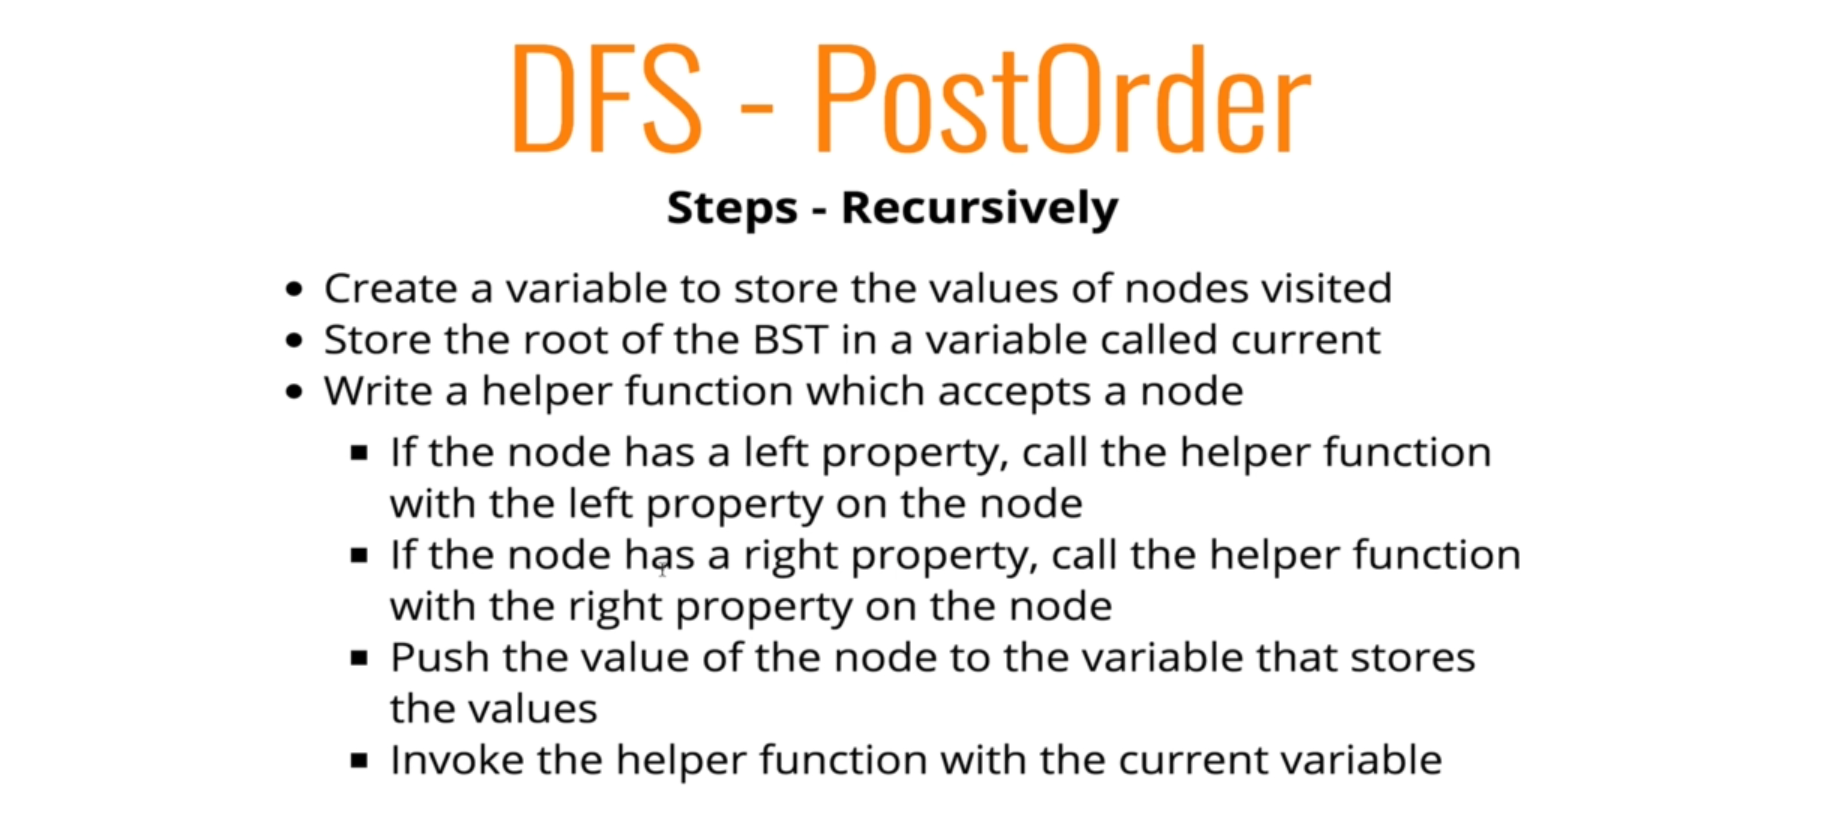 DFS - PostOrder
Steps - Recursively
• Create a variable to store the values of nodes visited
• Store the root of the BST in a variable called current
• Write a helper function which accepts a node
▪ If the node has a left property, call the helper function
with the left property on the node
▪ If the node has a right property, call the helper function
with the right property on the node
▪ Push the value of the node to the variable that stores
the values
▪ Invoke the helper function with the current variable